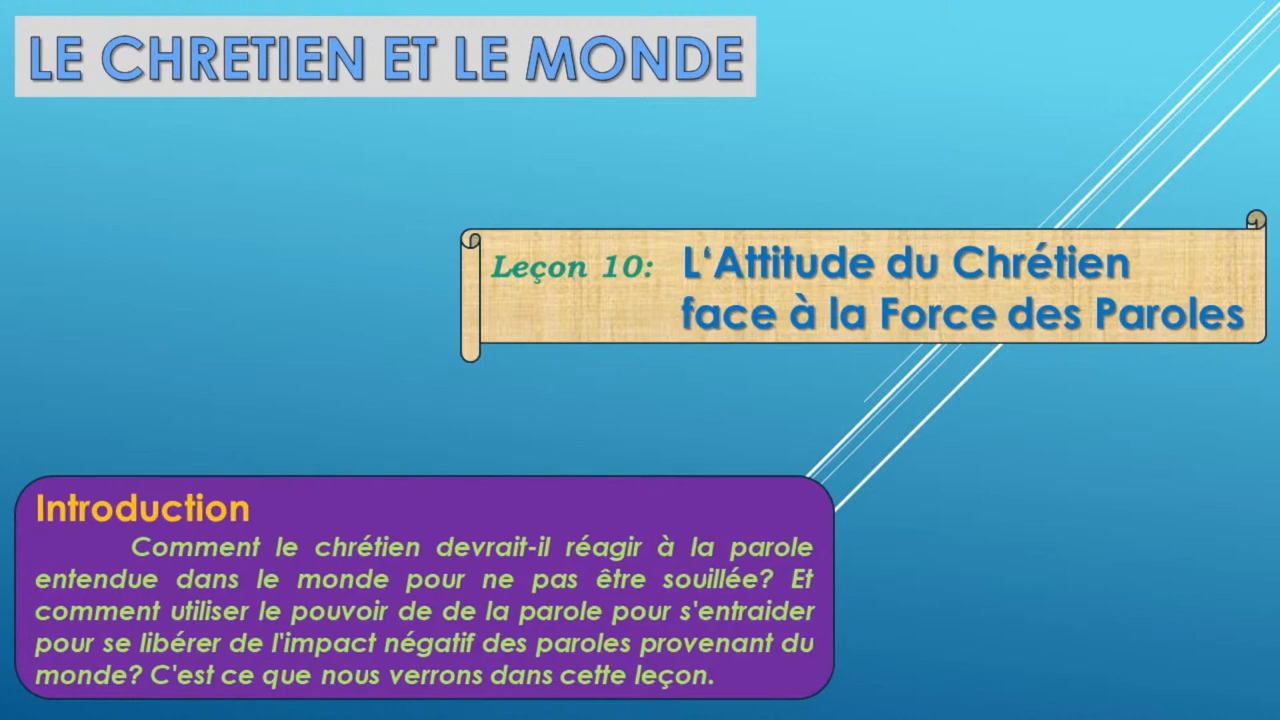 LE CHRETIEN ET LE MONDE
Leçon 10: L‘Attitude du Chrétien
face à la Force des Paroles
Introduction
Comment le chrétien devrait-il réagir à la parole
entendue dans le monde pour ne pas être souillée? Et
comment utiliser le pouvoir de de la parole pour s'entraider
pour se libérer de l'impact négatif des paroles provenant du
monde? C'est ce que nous verrons dans cette leçon.